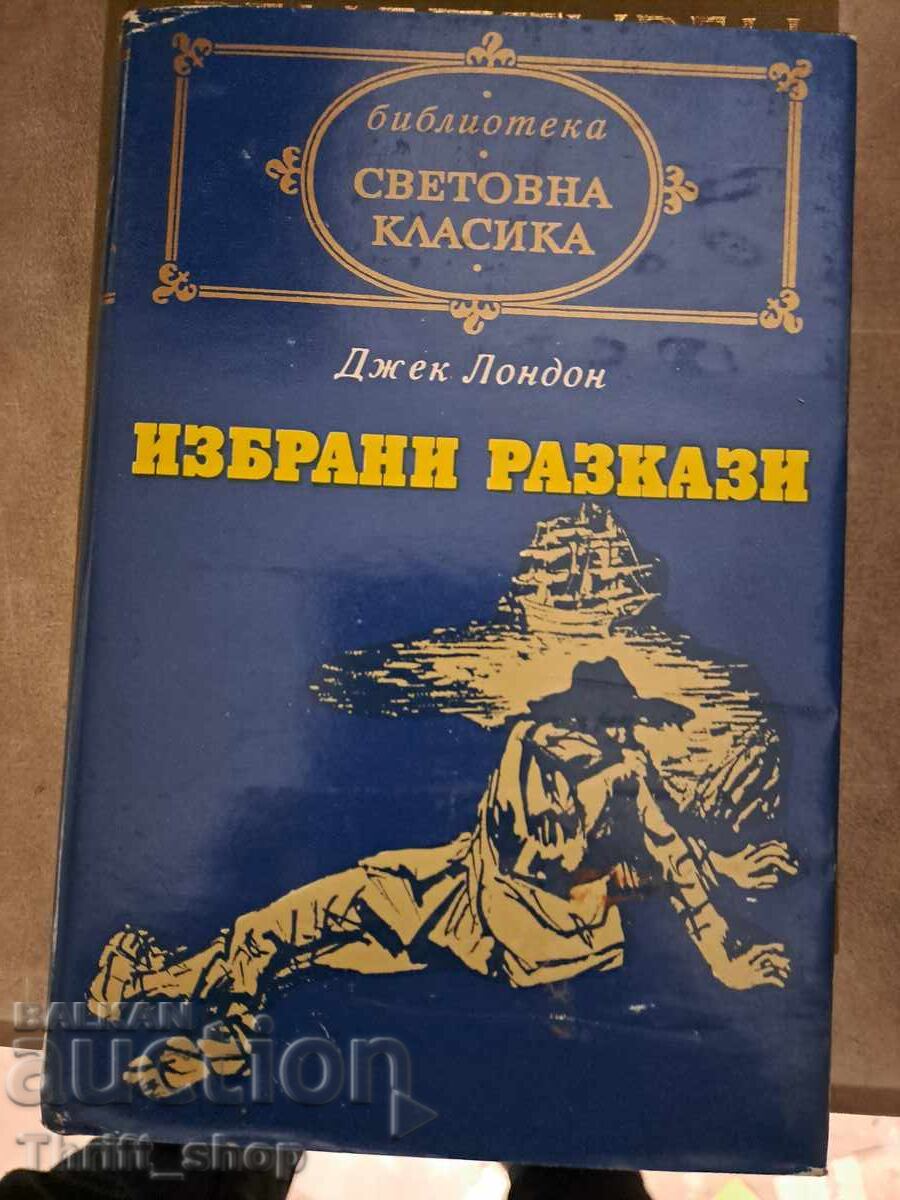 библиотека
СВЕТОВНА
КЛАСИКА
Джек Лондон
ИЗБРАНИ РАЗКАЗИ
BALKAN
auction
Thrift_shop